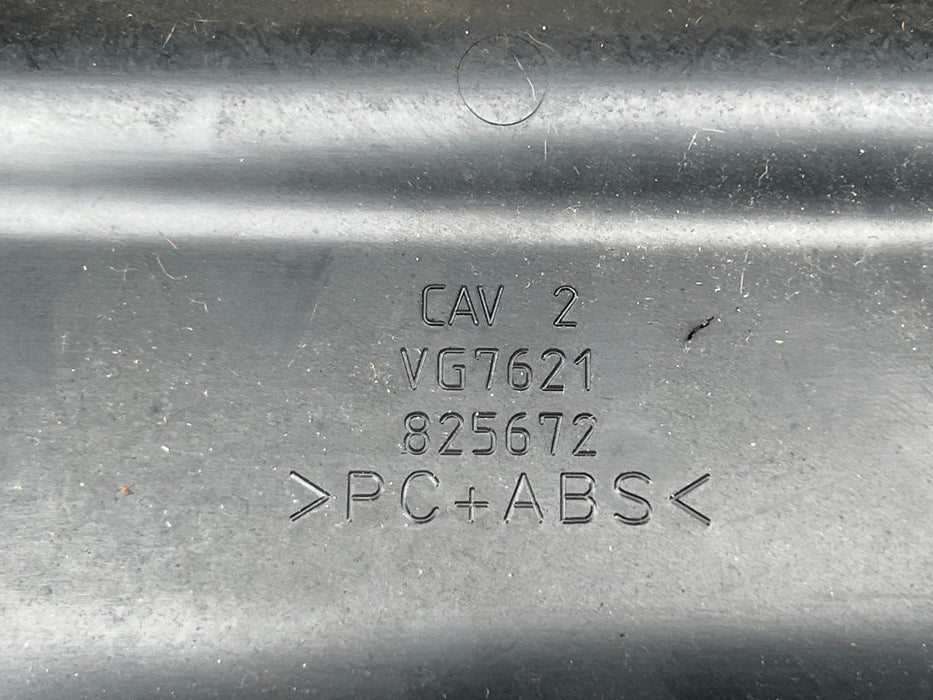 CAV 2
VG7621
825672
>PC+ABS<